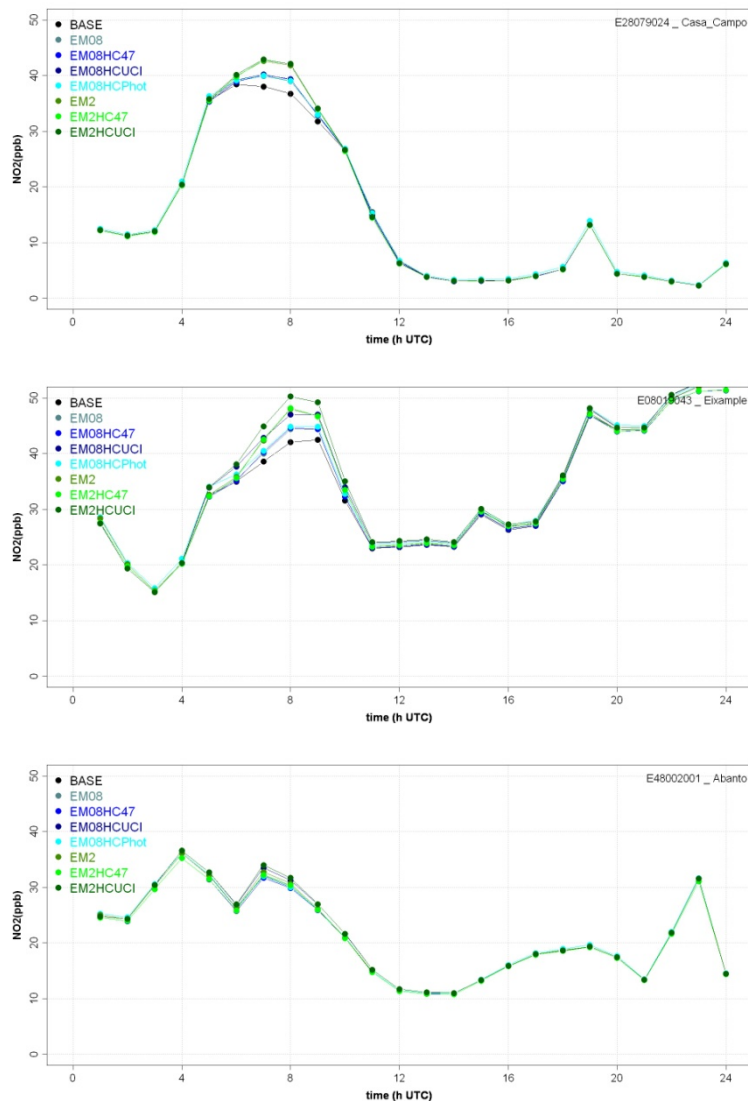 E28079024 _ Casa_Campo
BASE
EM08
EM08HC47
EM08HCUCI
EM08HCPhot
EM2
EM2HC47
EM2HCUCI
NO2(ppb)
50
40
30
20
10
0
0 4 8 12 16 20 24
time (h UTC)
E08019043 _ Eixample
BASE
EM08
EM08HC47
EM08HCUCI
EM08HCPhot
EM2
EM2HC47
EM2HCUCI
NO2(ppb)
50
40
30
20
10
0
0 4 8 12 16 20 24
time (h UTC)
E48002001 _ Abanto
BASE
EM08
EM08HC47
EM08HCUCI
EM08HCPhot
EM2
EM2HC47
EM2HCUCI
NO2(ppb)
50
40
30
20
10
0
0 4 8 12 16 20 24
time (h UTC)